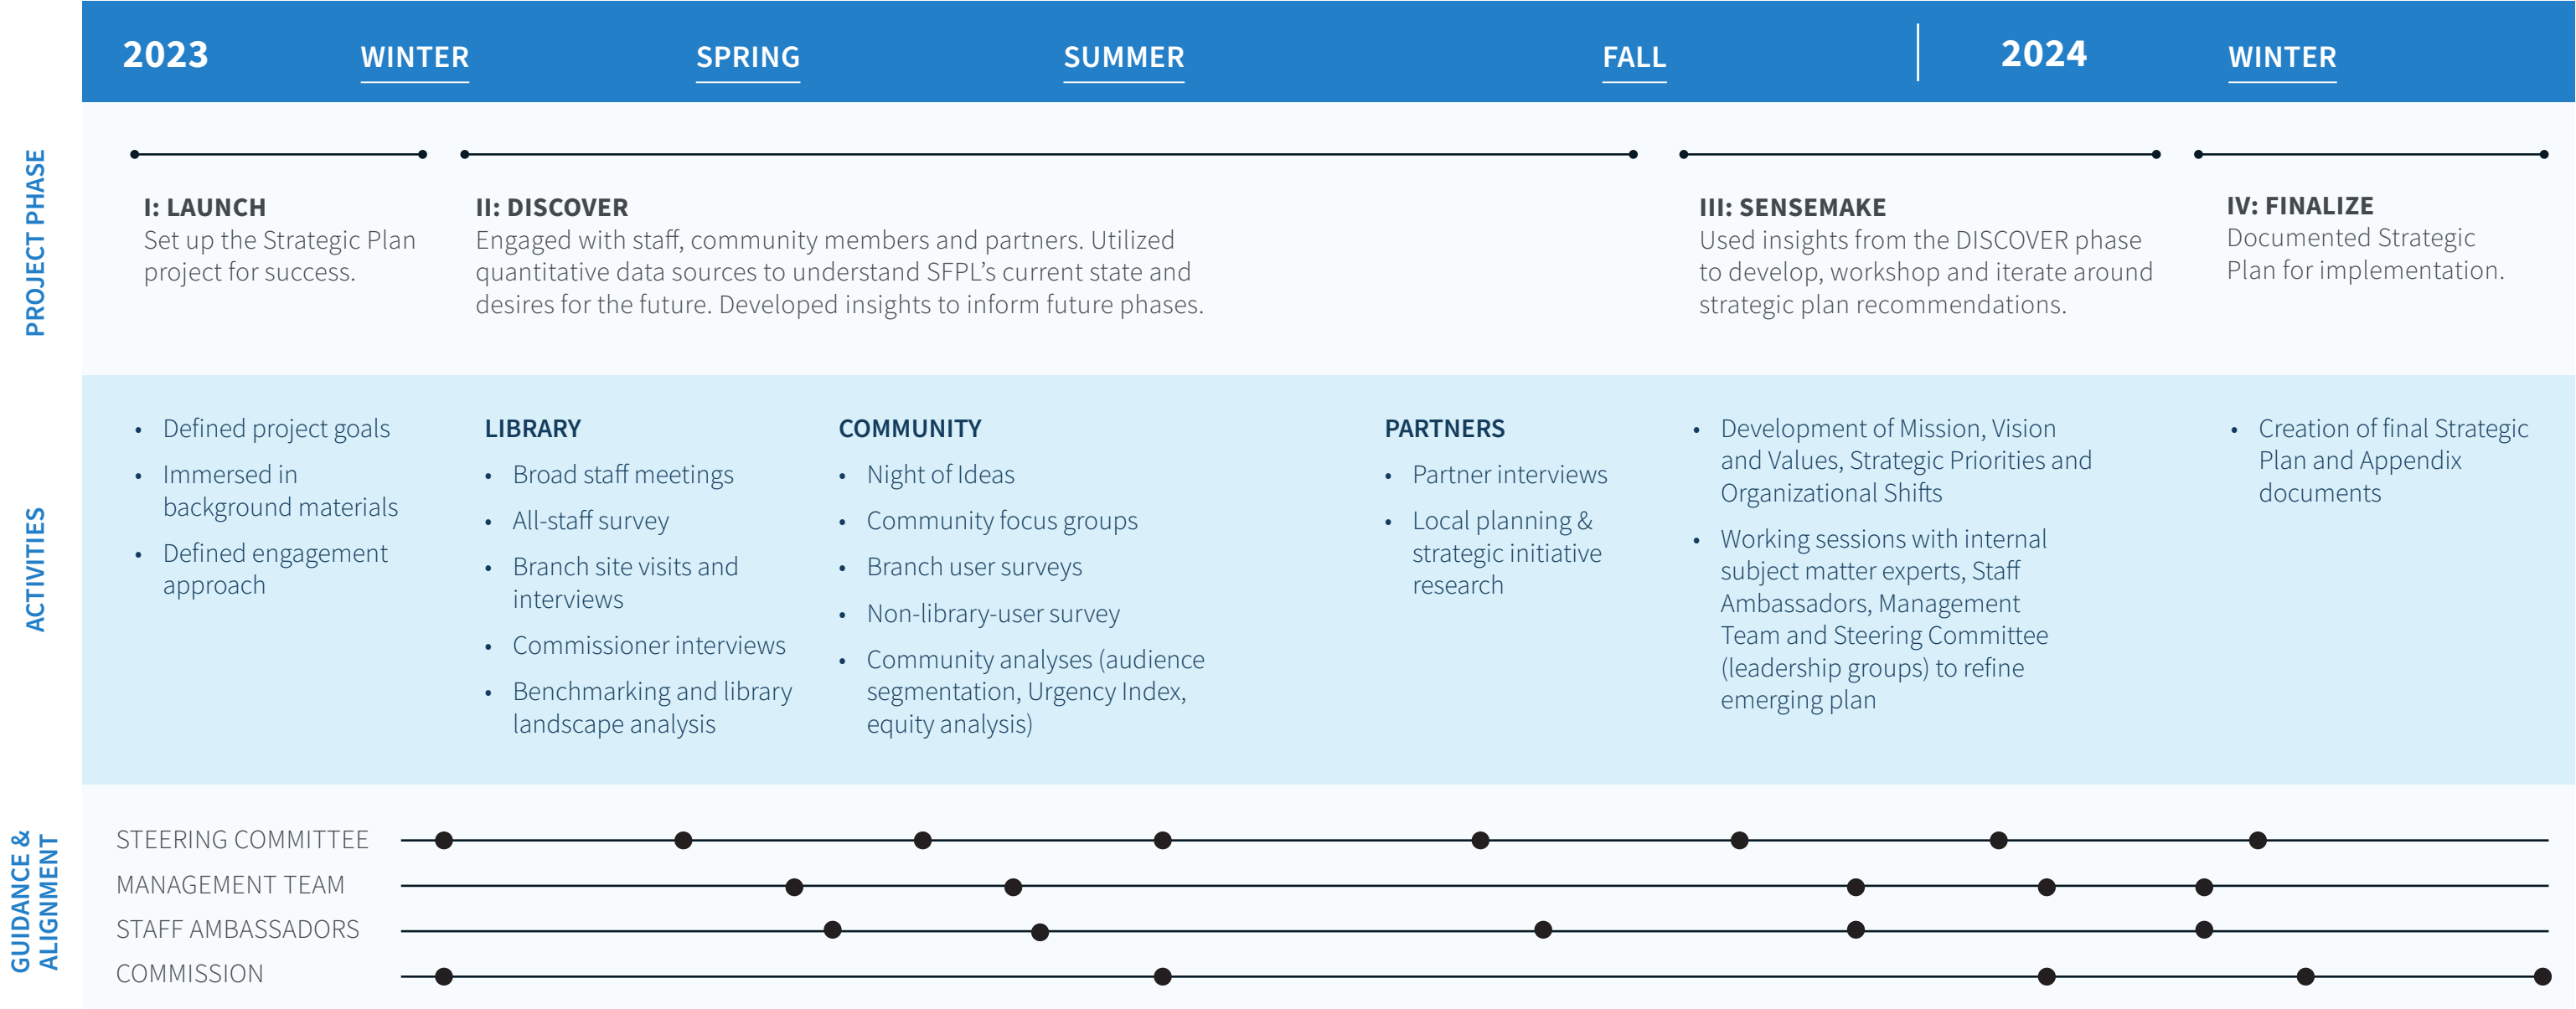 2023
WINTER
SPRING
SUMMER
FALL
2024
WINTER
PROJECT PHASE
I: LAUNCH
Set up the Strategic Plan
project for success.
II: DISCOVER
Engaged with staff, community members and partners. Utilized
quantitative data sources to understand SFPL’s current state and
desires for the future. Developed insights to inform future phases.
III: SENSEMAKE
Used insights from the DISCOVER phase
to develop, workshop and iterate around
strategic plan recommendations.
IV: FINALIZE
Documented Strategic
Plan for implementation.
ACTIVITIES
• Defined project goals
• Immersed in
background materials
• Defined engagement
approach
LIBRARY
• Broad staff meetings
• All-staff survey
• Branch site visits and
interviews
• Commissioner interviews
• Benchmarking and library
landscape analysis
COMMUNITY
• Night of Ideas
• Community focus groups
• Branch user surveys
• Non-library-user survey
• Community analyses (audience
segmentation, Urgency Index,
equity analysis)
PARTNERS
• Partner interviews
• Local planning &
strategic initiative
research
• Development of Mission, Vision
and Values, Strategic Priorities and
Organizational Shifts
• Working sessions with internal
subject matter experts, Staff
Ambassadors, Management
Team and Steering Committee
(leadership groups) to refine
emerging plan
• Creation of final Strategic
Plan and Appendix
documents
GUIDANCE &
ALIGNMENT
STEERING COMMITTEE
MANAGEMENT TEAM
STAFF AMBASSADORS
COMMISSION